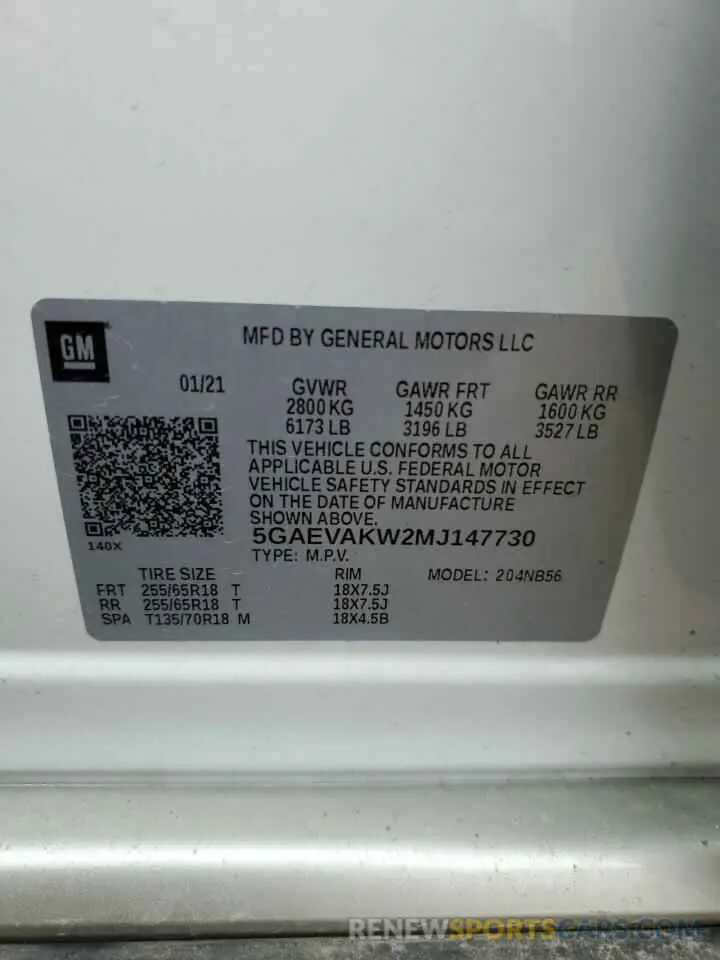 GM
MFD BY GENERAL MOTORS LLC
01/21 GVWR GAWR FRT GAWR RR
2800 KG 1450 KG 1600 KG
6173 LB 3196 LB 3527 LB
THIS VEHICLE CONFORMS TO ALL
APPLICABLE U.S. FEDERAL MOTOR
VEHICLE SAFETY STANDARDS IN EFFECT
ON THE DATE OF MANUFACTURE
SHOWN ABOVE.
5GAEVAKW2MJ147730
140X
TYPE: M.P.V.
TIRE SIZE RIM MODEL: 204NB56
FRT 255/65R18 T 18X7.5J
RR 255/65R18 T 18X7.5J
SPA T135/70R18 M 18X4.5B
RENEWSPORTSCARS.COM